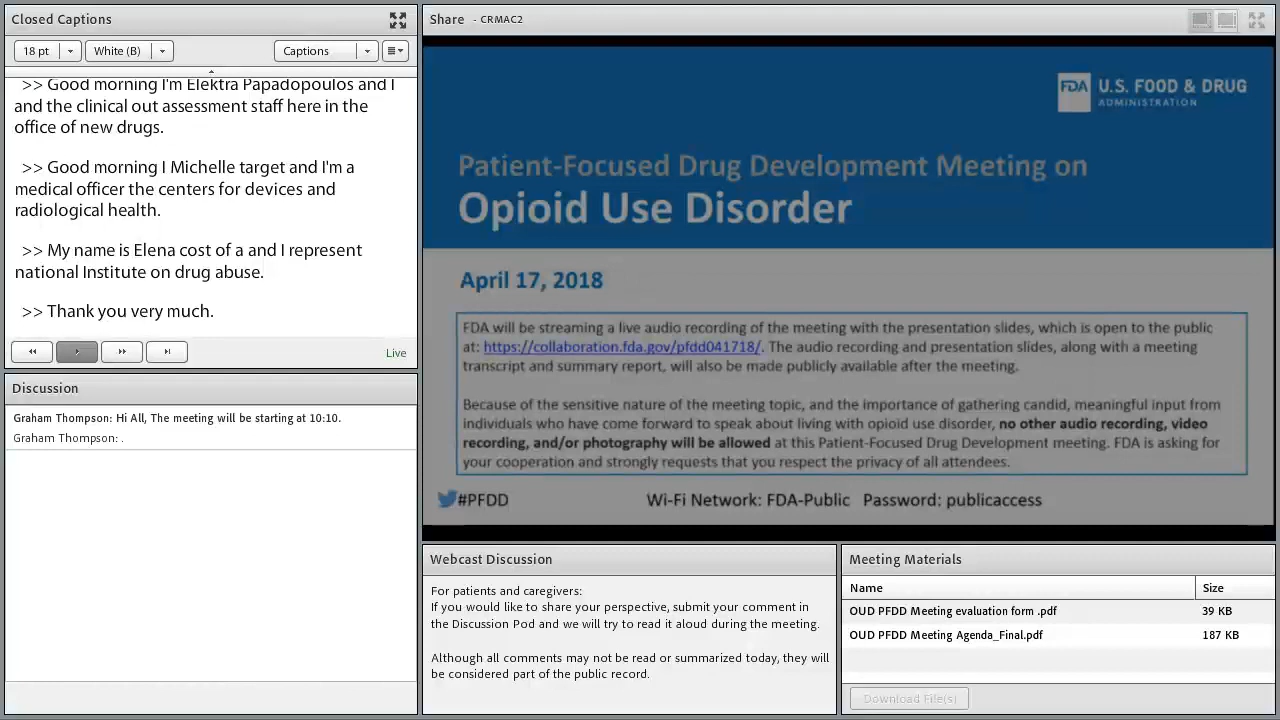 Closed Captions
18 pt
White (B)
Captions
>> Good morning I'm Elektra Papadopoulos and I
and the clinical out assessment staff here in the
office of new drugs.
>> Good morning I Michelle target and I'm a
medical officer the centers for devices and
radiological health.
>> My name is Elena cost of a and I represent
national Institute on drug abuse.
>> Thank you very much.
Live
Discussion
Graham Thompson: Hi All, The meeting will be starting at 10:10.
Graham Thompson: .
Share - CRMAC2
FDA U.S. FOOD & DRUG
ADMINISTRATION
Patient-Focused Drug Development Meeting on
Opioid Use Disorder
April 17, 2018
FDA will be streaming a live audio recording of the meeting with the presentation slides, which is open to the public
at: https://collaboration.fda.gov/pfdd041718/. The audio recording and presentation slides, along with a meeting
transcript and summary report, will also be made publicly available after the meeting.
Because of the sensitive nature of the meeting topic, and the importance of gathering candid, meaningful input from
individuals who have come forward to speak about living with opioid use disorder, no other audio recording, video
recording, and/or photography will be allowed at this Patient-Focused Drug Development meeting. FDA is asking for
your cooperation and strongly requests that you respect the privacy of all attendees.
#PFDD
Wi-Fi Network: FDA-Public Password: publicaccess
Webcast Discussion
For patients and caregivers:
If you would like to share your perspective, submit your comment in
the Discussion Pod and we will try to read it aloud during the meeting.
Although all comments may not be read or summarized today, they will
be considered part of the public record.
Meeting Materials
Name Size
OUD PFDD Meeting evaluation form .pdf 39 KB
OUD PFDD Meeting Agenda_Final.pdf 187 KB
Download File(s)